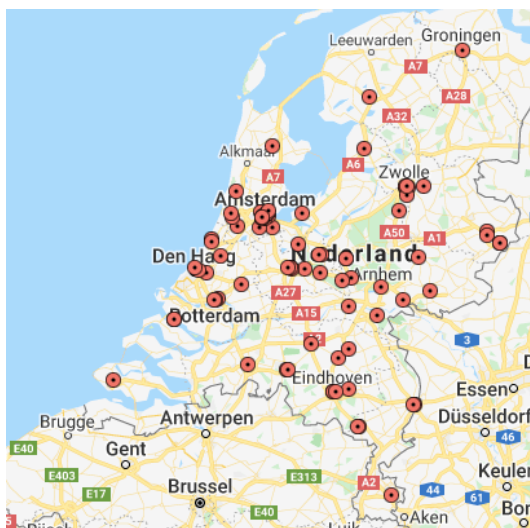 Groningen
Leeuwarden
A7
A28
A32
Alkmaar
A6
A7
Zwolle
Amsterdam
A50
A1
Den Haag
Nederland
A27
Arnhem
A15
Rotterdam
3
Eindhoven
Essen
Brugge
Antwerpen
Düsseldorf
46
E40
Gent
E403
E313
A2
Keulen
E17
44
61
Brussel
E40
Aken